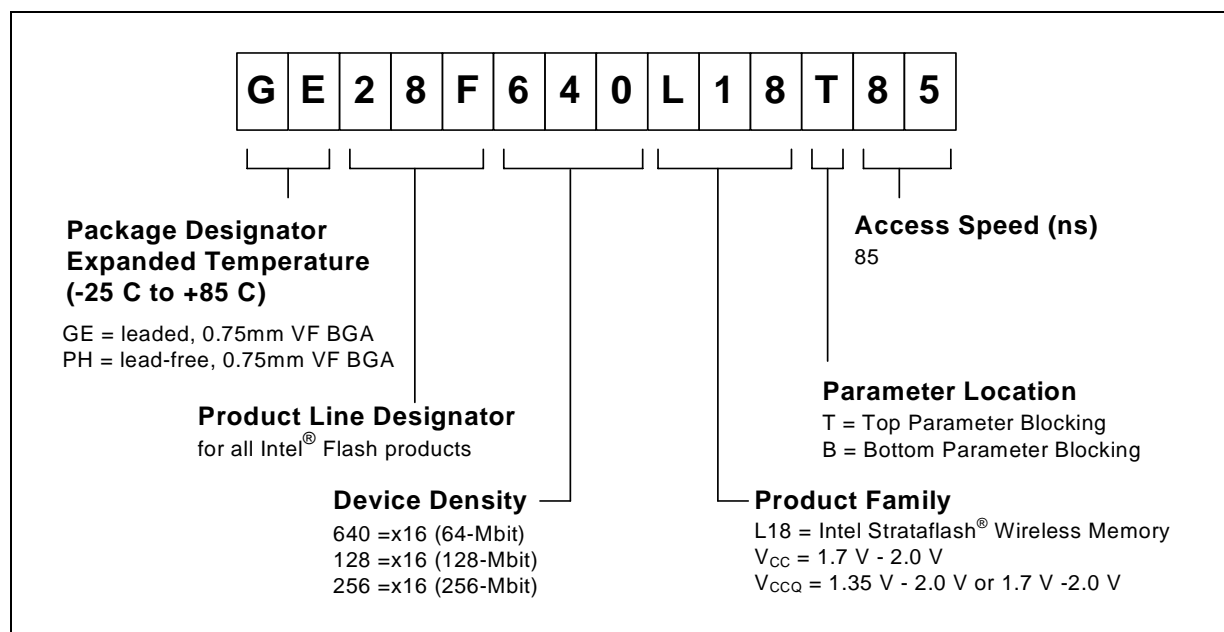 G E 2 8 F 6 4 0 L 1 8 T 8 5
Package Designator
Expanded Temperature
(-25 C to +85 C)
GE = leaded, 0.75mm VF BGA
PH = lead-free, 0.75mm VF BGA
Product Line Designator
for all Intel® Flash products
Device Density
640 =x16 (64-Mbit)
128 =x16 (128-Mbit)
256 =x16 (256-Mbit)
Access Speed (ns)
85
Parameter Location
T = Top Parameter Blocking
B = Bottom Parameter Blocking
Product Family
L18 = Intel Strataflash® Wireless Memory
VCC = 1.7 V - 2.0 V
VCCQ = 1.35 V - 2.0 V or 1.7 V -2.0 V